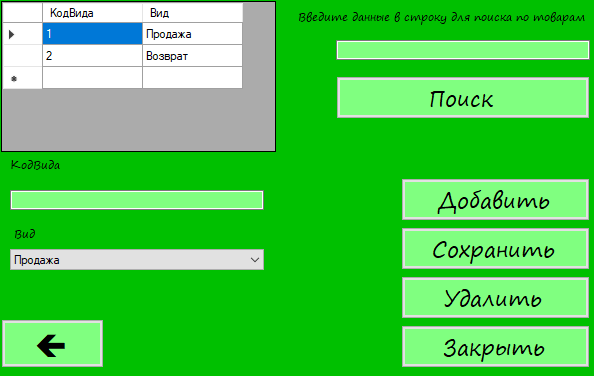 КодВида Вид
1 Продажа
2 Возврат
Введите данные в строку для поиска по товарам
Поиск
КодВида
Вид
Продажа
Добавить
Сохранить
Удалить
Закрыть